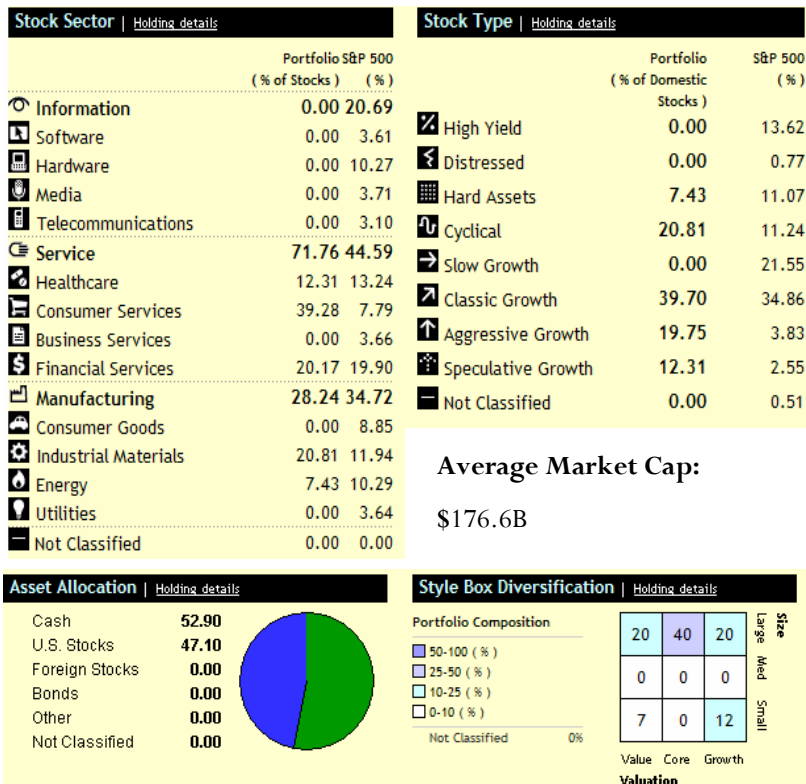 Stock Sector | Holding details
Portfolio S&P 500
( % of Stocks ) ( % )
Information 0.00 20.69
Software 0.00 3.61
Hardware 0.00 10.27
Media 0.00 3.71
Telecommunications 0.00 3.10
Service 71.76 44.59
Healthcare 12.31 13.24
Consumer Services 39.28 7.79
Business Services 0.00 3.66
Financial Services 20.17 19.90
Manufacturing 28.24 34.72
Consumer Goods 0.00 8.85
Industrial Materials 20.81 11.94
Energy 7.43 10.29
Utilities 0.00 3.64
Not Classified 0.00 0.00
Stock Type | Holding details
Portfolio S&P 500
( % of Domestic ( % )
Stocks )
High Yield 0.00 13.62
Distressed 0.00 0.77
Hard Assets 7.43 11.07
Cyclical 20.81 11.24
Slow Growth 0.00 21.55
Classic Growth 39.70 34.86
Aggressive Growth 19.75 3.83
Speculative Growth 12.31 2.55
Not Classified 0.00 0.51
Average Market Cap:
$176.6B
Asset Allocation | Holding details
Cash 52.90
U.S. Stocks 47.10
Foreign Stocks 0.00
Bonds 0.00
Other 0.00
Not Classified 0.00
Style Box Diversification | Holding details
Portfolio Composition
50-100 ( % )
25-50 ( % )
10-25 ( % )
0-10 ( % )
Not Classified 0%
20 40 20 Large
0 0 0 Med
7 0 12 Small
Size
Value Core Growth
Valuation